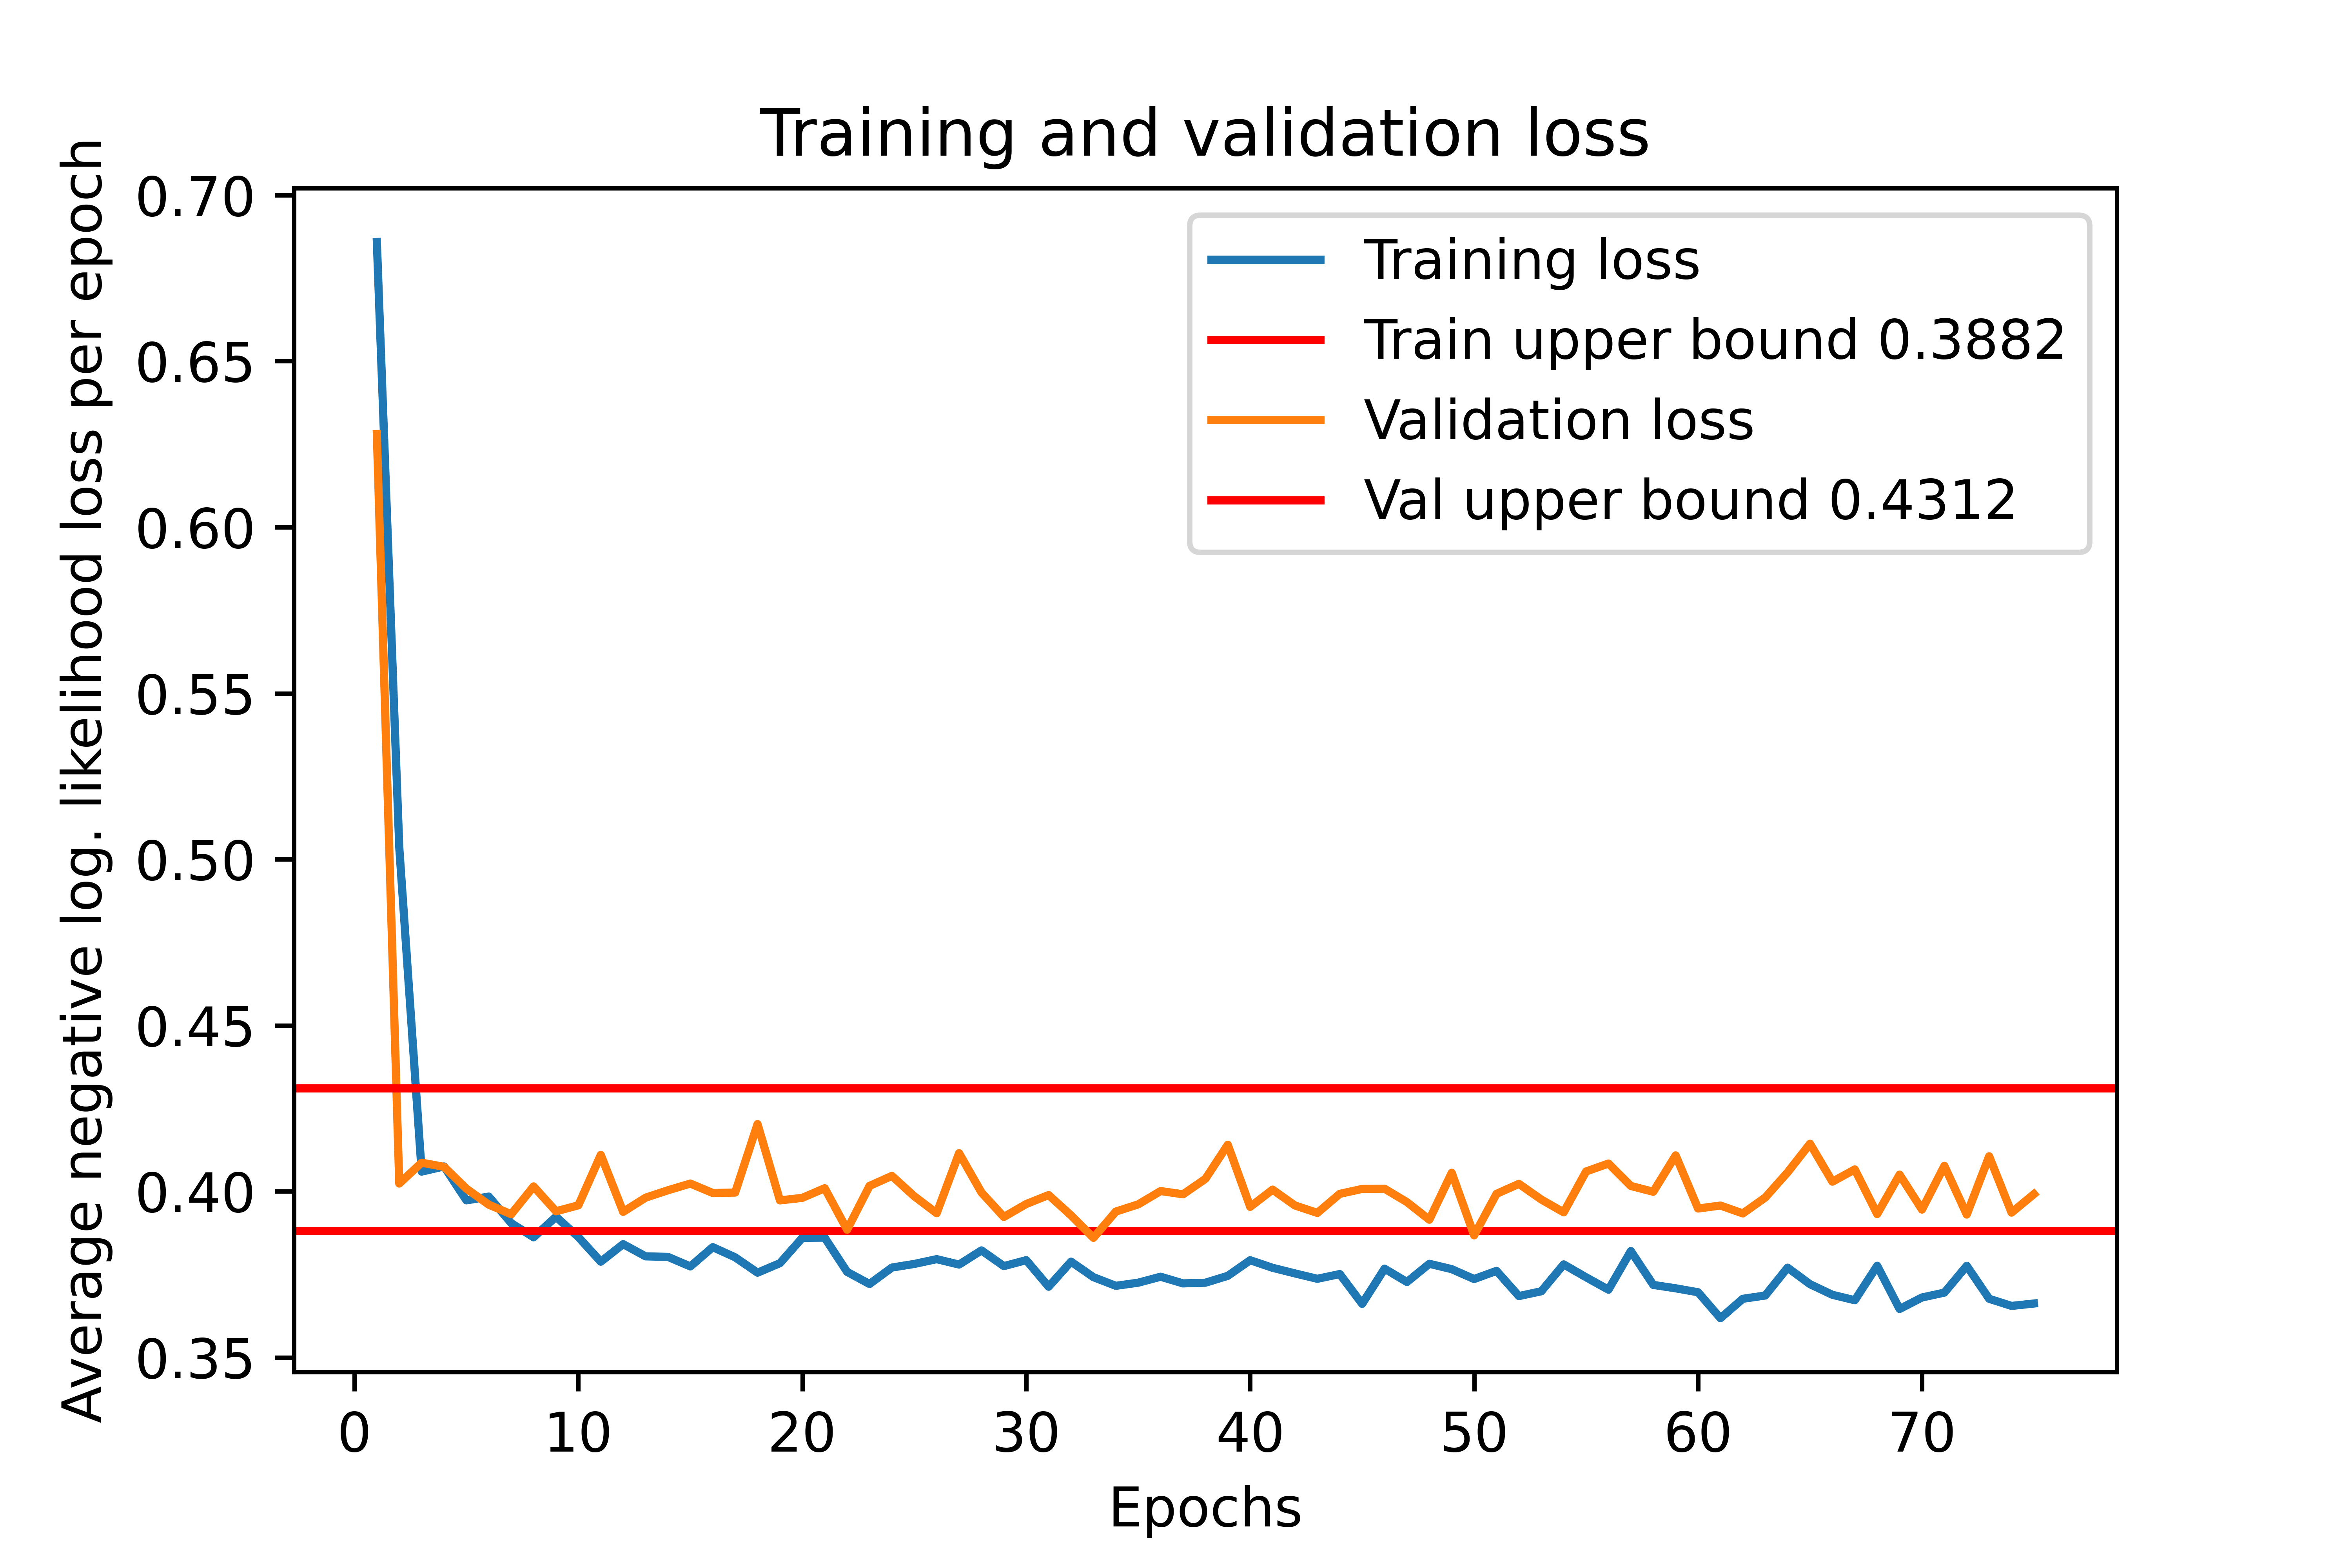 Training and validation loss
Average negative log. likelihood loss per epoch
0.70
0.65
0.60
0.55
0.50
0.45
0.40
0.35
Training loss
Train upper bound 0.3882
Validation loss
Val upper bound 0.4312
0 10 20 30 40 50 60 70
Epochs